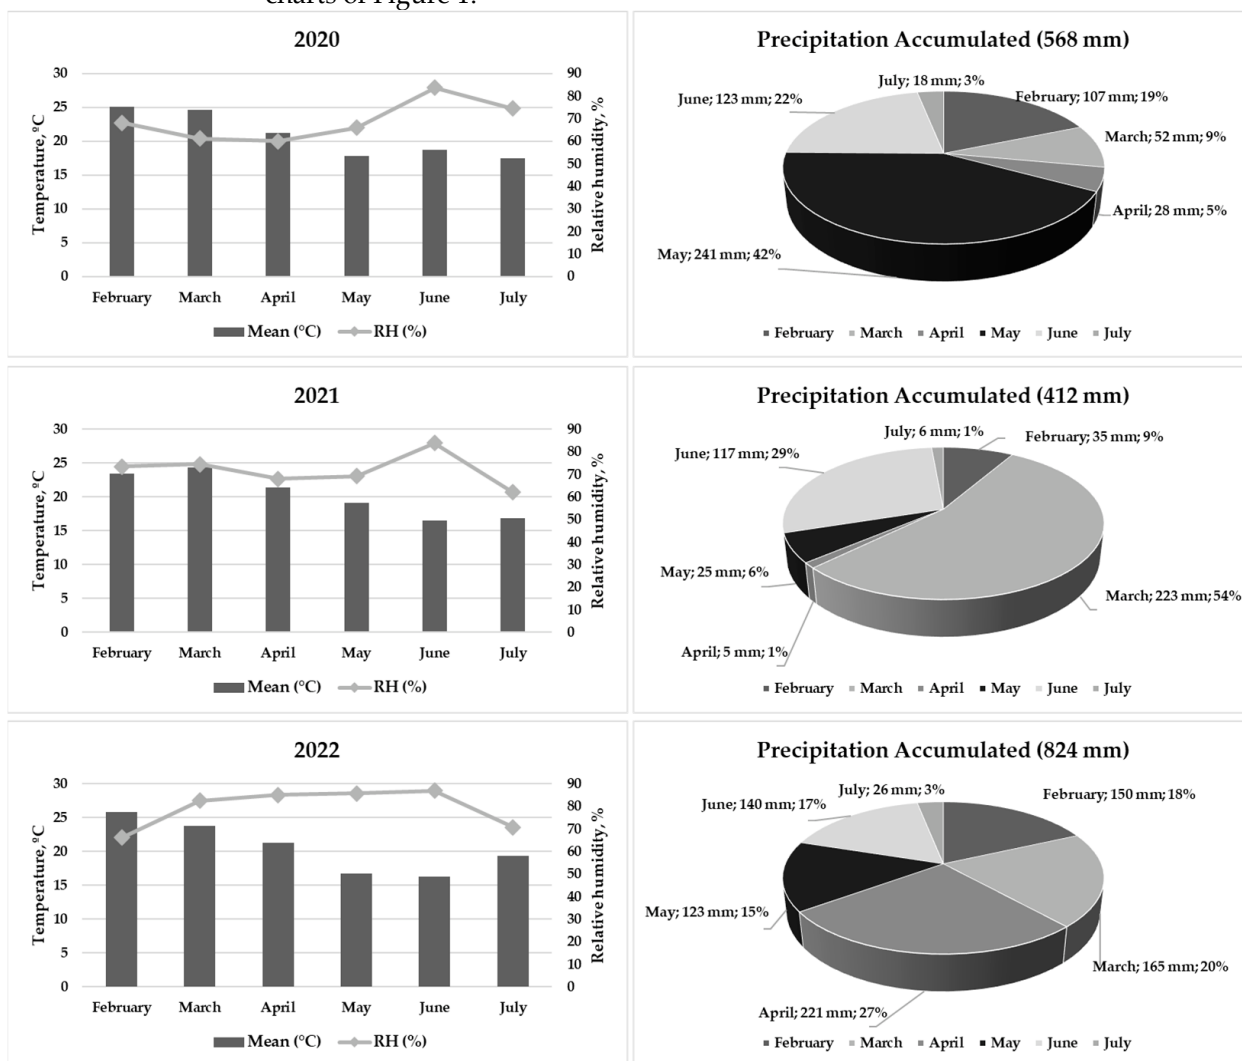 charts of Figure 1.
2020
30
25
20
15
10
5
0
Temperature, ºC
90
80
70
60
50
40
30
20
10
0
Relative humidity, %
February March April May June July
Mean (°C) RH (%)
Precipitation Accumulated (568 mm)
July; 18 mm; 3%
June; 123 mm; 22%
February; 107 mm; 19%
March; 52 mm; 9%
April; 28 mm; 5%
May; 241 mm; 42%
February March April May June July
2021
30
25
20
15
10
5
0
Temperature, ºC
90
80
70
60
50
40
30
20
10
0
Relative humidity, %
February March April May June July
Mean (°C) RH (%)
Precipitation Accumulated (412 mm)
July; 6 mm; 1%
February; 35 mm; 9%
June; 117 mm; 29%
May; 25 mm; 6%
March; 223 mm; 54%
April; 5 mm; 1%
February March April May June July
2022
30
25
20
15
10
5
0
Temperature, ºC
90
80
70
60
50
40
30
20
10
0
Relative humidity, %
February March April May June July
Mean (°C) RH (%)
Precipitation Accumulated (824 mm)
July; 26 mm; 3%
February; 150 mm; 18%
June; 140 mm; 17%
May; 123 mm; 15%
March; 165 mm; 20%
April; 221 mm; 27%
February March April May June July